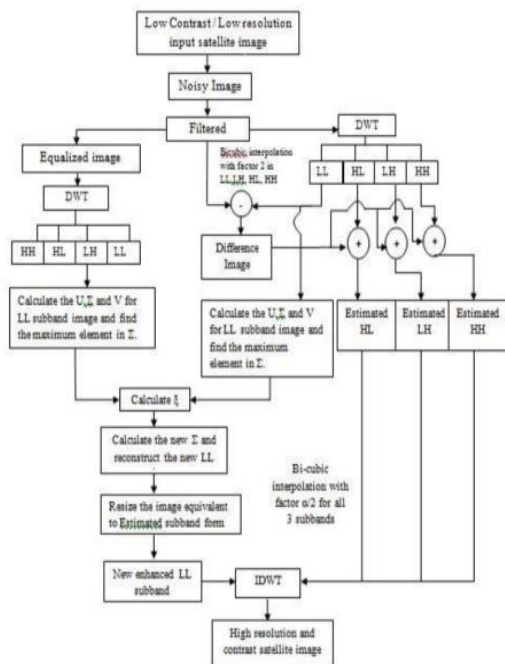 Low Contrast / Low resolution
input satellite image
Noisy Image
Filtered
DWT
Equalized image
Bicubic interpolation
with factor 2 in
LL,LH, HL, HH
LL HL LH HH
DWT
-
HH HL LH LL
Difference
Image
+ + +
Calculate the U,Σ and V for
LL subband image and find
the maximum element in Σ.
Calculate the U,Σ and V
for LL subband image and
find the maximum
element in Σ.
Estimated
HL
Estimated
LH
Estimated
HH
Calculate ξ
Calculate the new Σ and
reconstruct the new LL
Bi-cubic
interpolation with
factor α/2 for all
3 subbands
Resize the image equivalent
to Estimated subband form
New enhanced LL
subband
IDWT
High resolution and
contrast satellite image